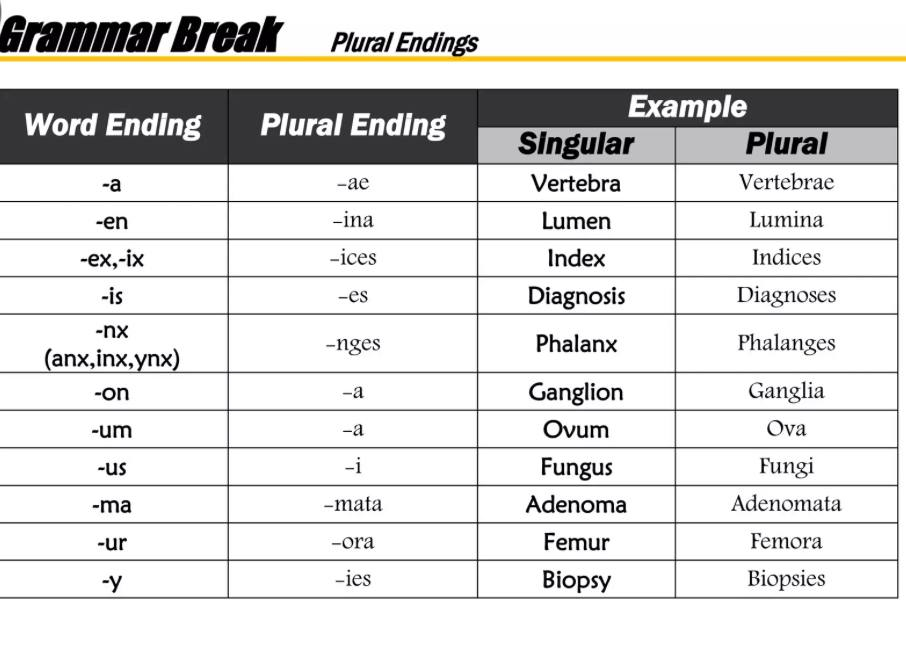 Grammar Break Plural Endings
Word Ending Plural Ending Example
Singular Plural
-a –ae Vertebra Vertebrae
-en –ina Lumen Lumina
-ex,-ix –ices Index Indices
-is –es Diagnosis Diagnoses
-nx
(anx,inx,ynx) –nges Phalanx Phalanges
-on –a Ganglion Ganglia
-um –a Ovum Ova
-us –i Fungus Fungi
-ma –mata Adenoma Adenomata
-ur –ora Femur Femora
-y –ies Biopsy Biopsies